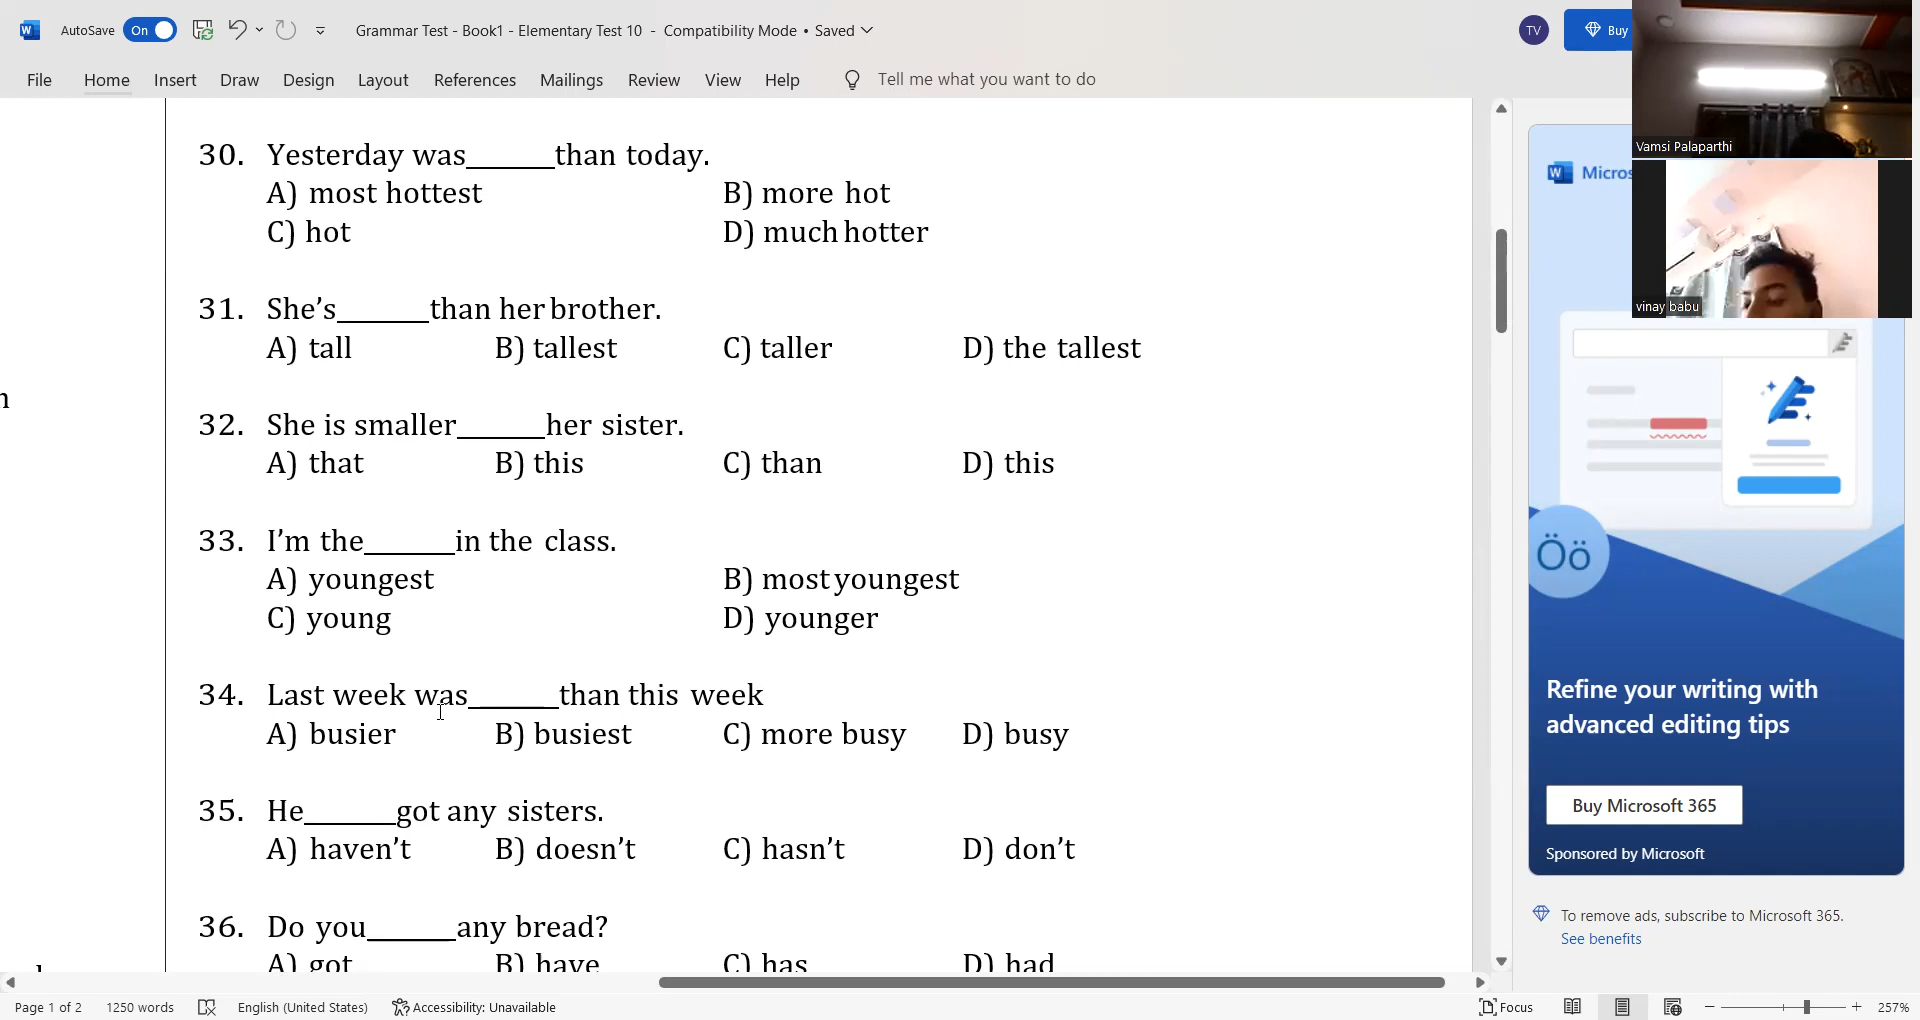 AutoSave On Grammar Test - Book1 - Elementary Test 10 - Compatibility Mode • Saved TV Buy
File Home Insert Draw Design Layout References Mailings Review View Help Tell me what you want to do
Vamsi Palaparthi
30. Yesterday was______than today.
A) most hottest B) more hot
C) hot D) much hotter
31. She’s______than her brother.
A) tall B) tallest C) taller D) the tallest
32. She is smaller______her sister.
A) that B) this C) than D) this
33. I’m the______in the class.
A) youngest B) most youngest
C) young D) younger
34. Last week was______than this week
A) busier B) busiest C) more busy D) busy
35. He______got any sisters.
A) haven’t B) doesn’t C) hasn’t D) don’t
36. Do you______any bread?
A) got B) have C) has D) had
vinay babu
Öö
Refine your writing with
advanced editing tips
Buy Microsoft 365
Sponsored by Microsoft
To remove ads, subscribe to Microsoft 365.
See benefits
Page 1 of 2 1250 words English (United States) Accessibility: Unavailable Focus 257%